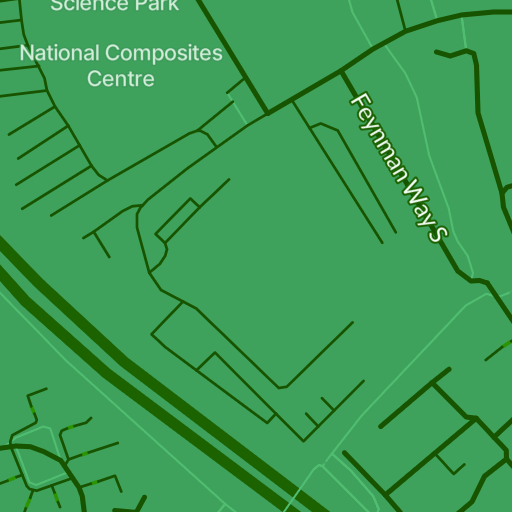 Science Park
National Composites
Centre
Feynman Way S